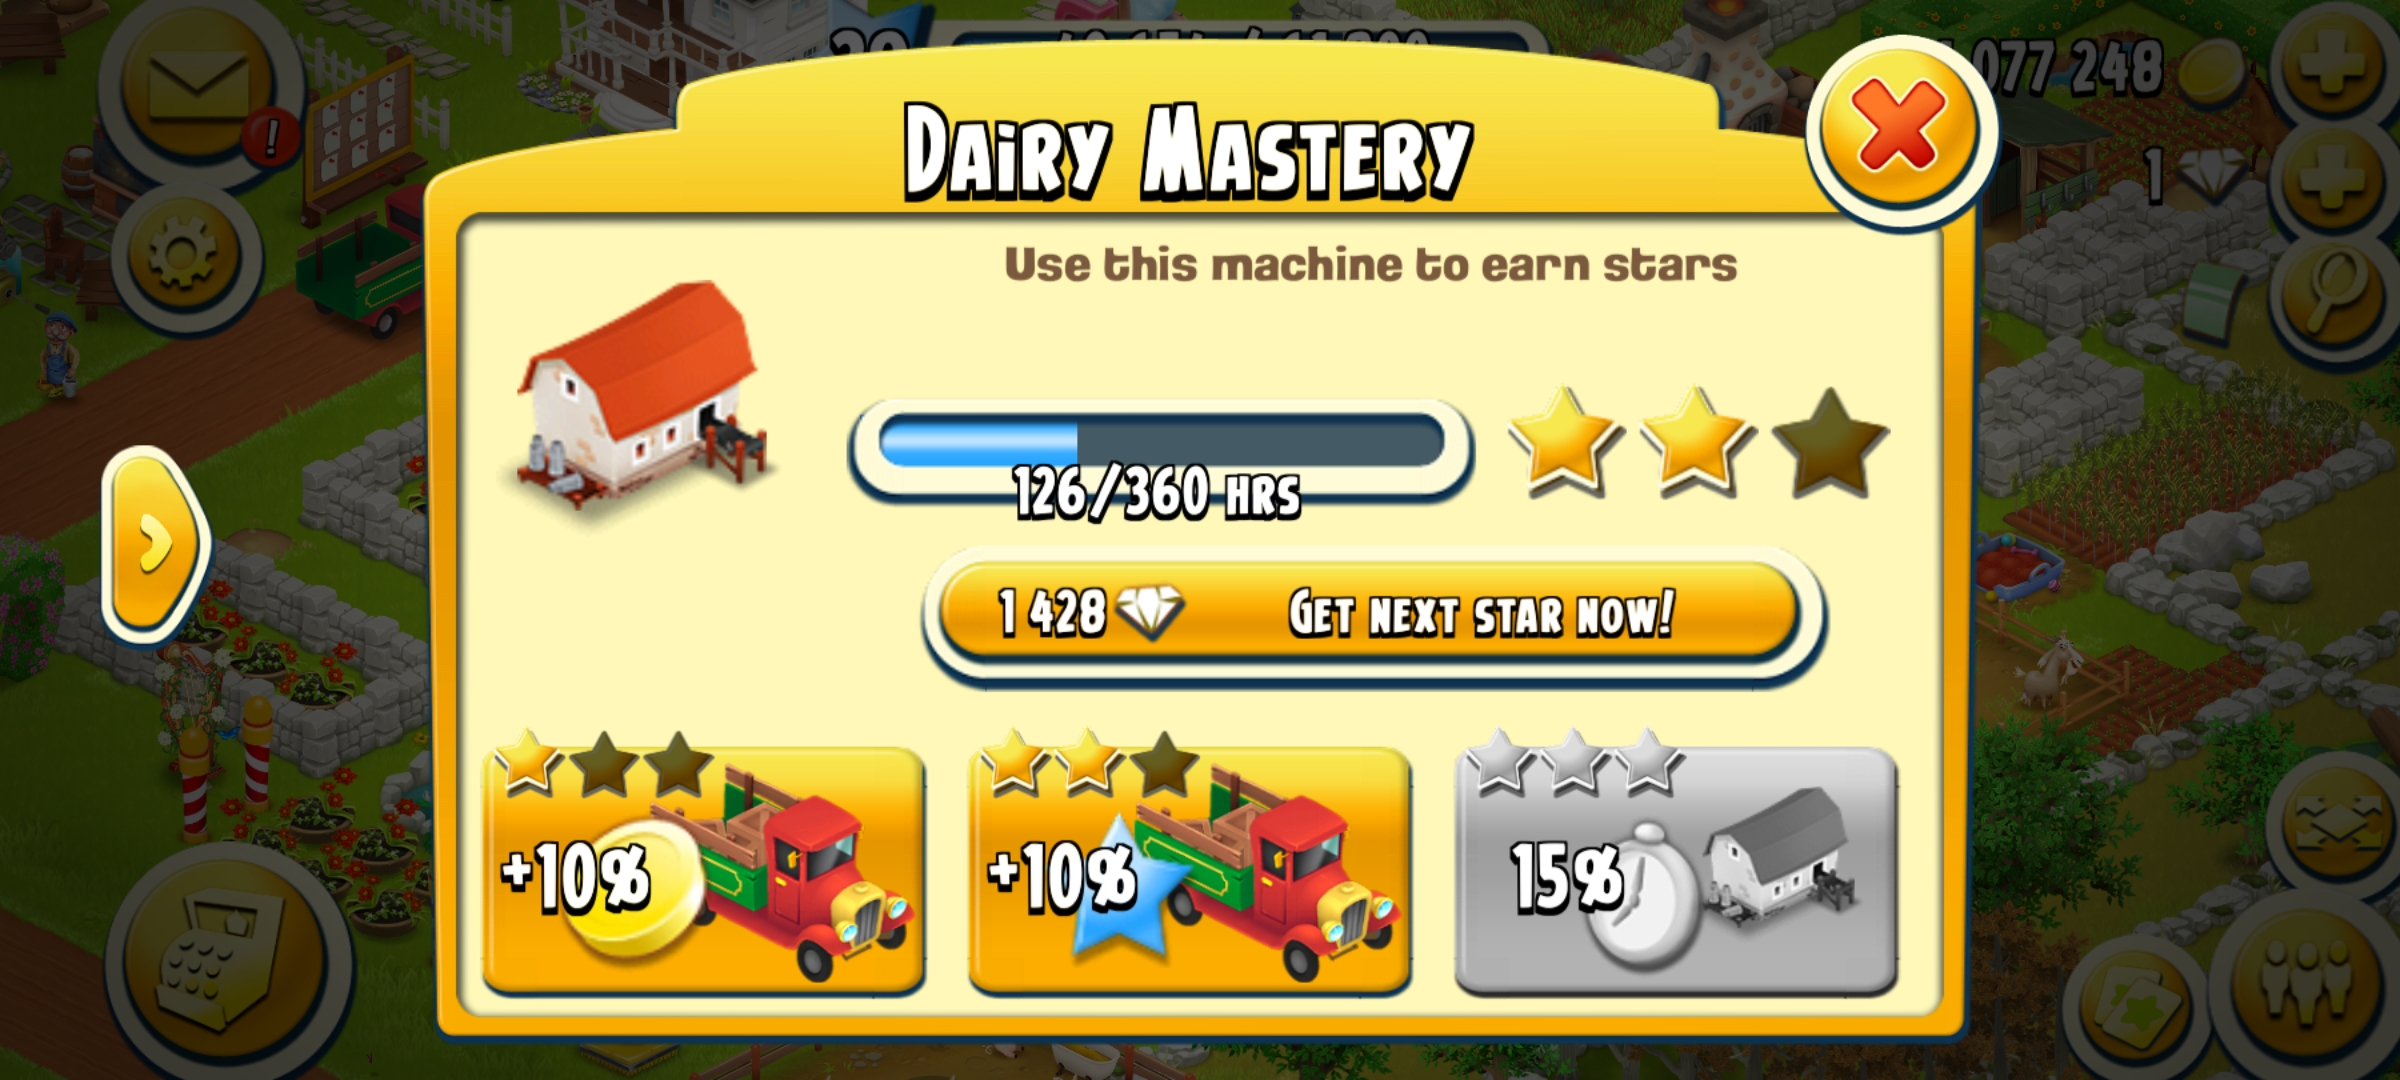 077 248
1
DAiRY MASTERY
Use this machine to earn stars
126/360 HRS
1 428 GET NEXT STAR NOW!
+10%
+10%
15%
!